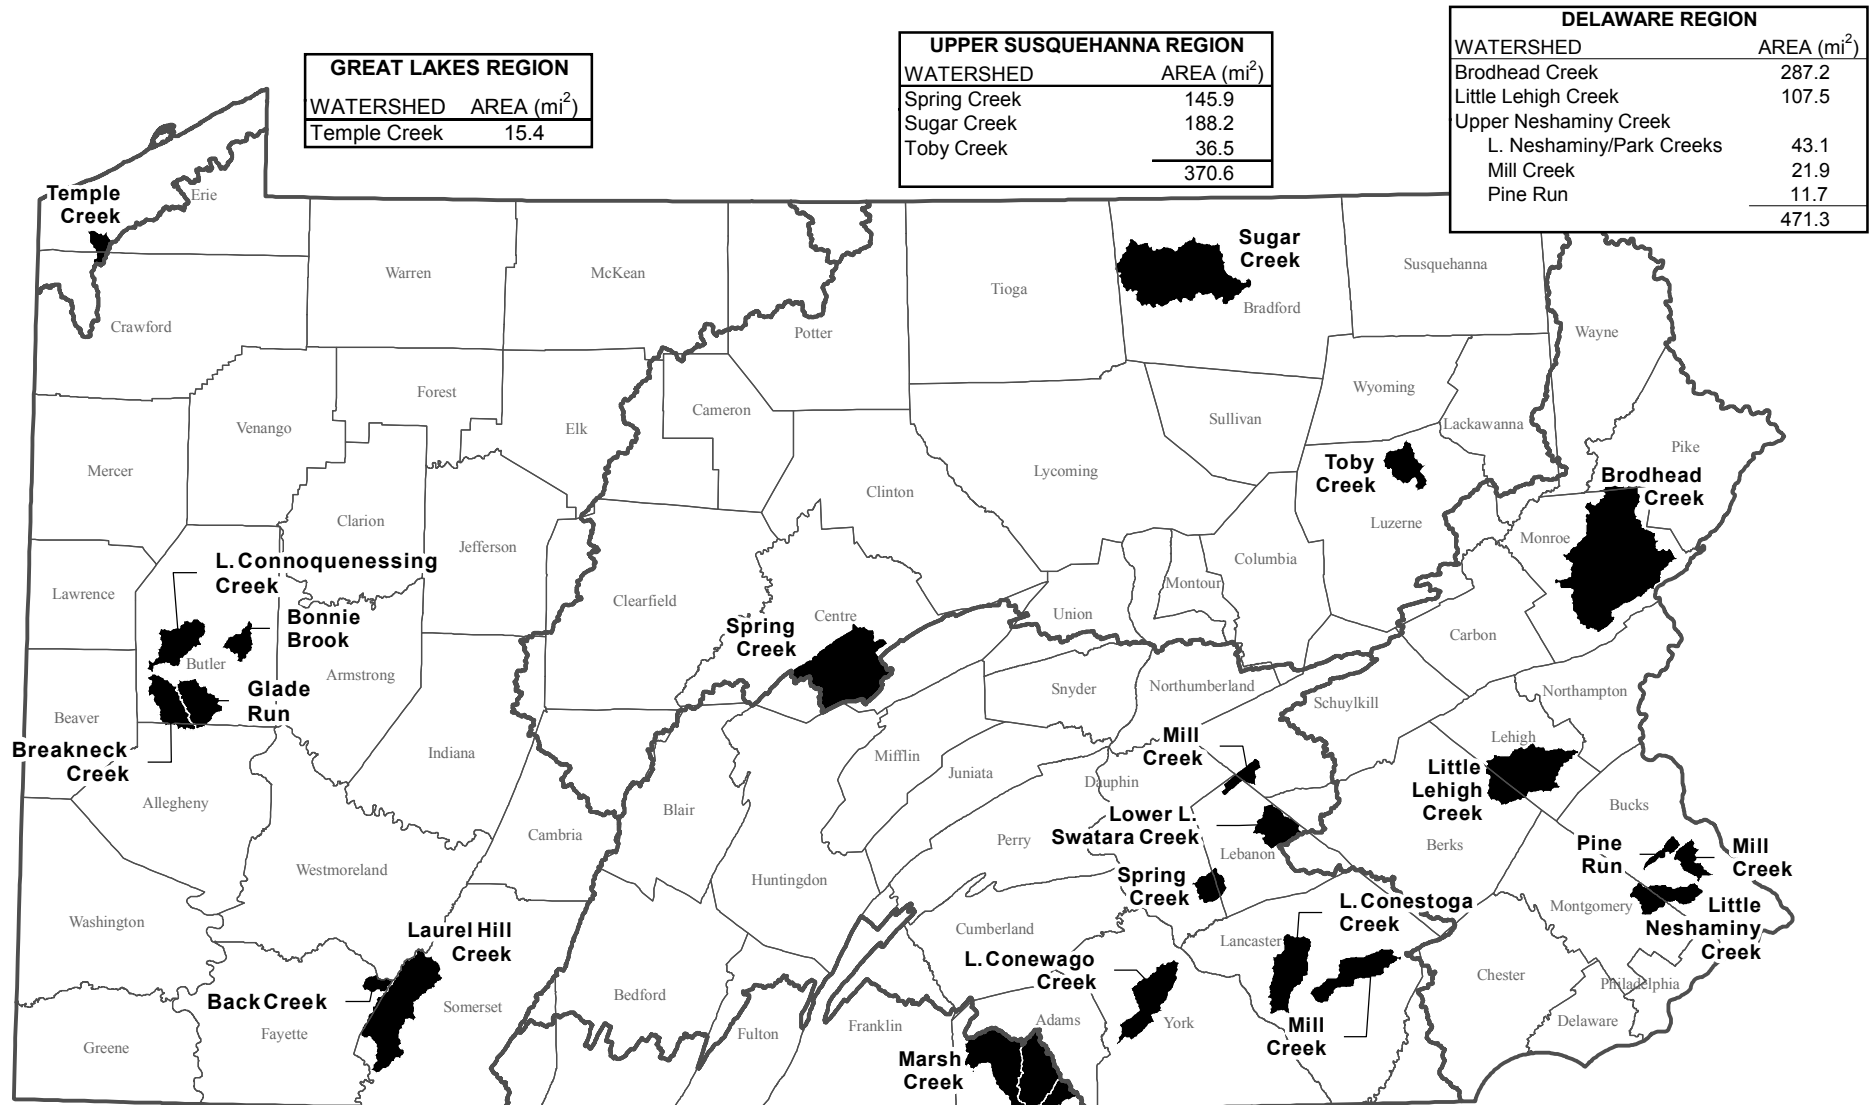 GREAT LAKES REGION
WATERSHED AREA (mi2)
Temple Creek 15.4
UPPER SUSQUEHANNA REGION
WATERSHED AREA (mi2)
Spring Creek 145.9
Sugar Creek 188.2
Toby Creek 36.5
370.6
DELAWARE REGION
WATERSHED AREA (mi2)
Brodhead Creek 287.2
Little Lehigh Creek 107.5
Upper Neshaminy Creek
L. Neshaminy/Park Creeks 43.1
Mill Creek 21.9
Pine Run 11.7
471.3
Temple
Creek
Erie
Crawford
Warren
McKean
Potter
Tioga
Sugar
Creek
Bradford
Susquehanna
Wayne
Forest
Venango
Mercer
Elk
Cameron
Clinton
Lycoming
Sullivan
Wyoming
Lackawanna
Pike
Toby
Creek
Luzerne
Brodhead
Creek
Monroe
Clarion
Jefferson
Lawrence
L. Connoquenessing
Creek
Bonnie
Brook
Butler
Glade
Run
Breakneck
Creek
Beaver
Armstrong
Indiana
Clearfield
Centre
Spring
Creek
Union
Montour
Columbia
Carbon
Snyder
Northumberland
Schuylkill
Northampton
Lehigh
Little
Lehigh
Creek
Mill
Creek
Dauphin
Lower L.
Swatara Creek
Lebanon
Spring
Creek
Berks
Bucks
Pine
Run
Mill
Creek
Montgomery
Little
Neshaminy
Creek
Allegheny
Westmoreland
Cambria
Blair
Huntingdon
Mifflin
Juniata
Perry
Cumberland
Washington
Greene
Fayette
Back Creek
Laurel Hill
Creek
Somerset
Bedford
Fulton
Franklin
Adams
Marsh
Creek
L. Conewago
Creek
York
Lancaster
L. Conestoga
Creek
Mill
Creek
Chester
Philadelphia
Delaware